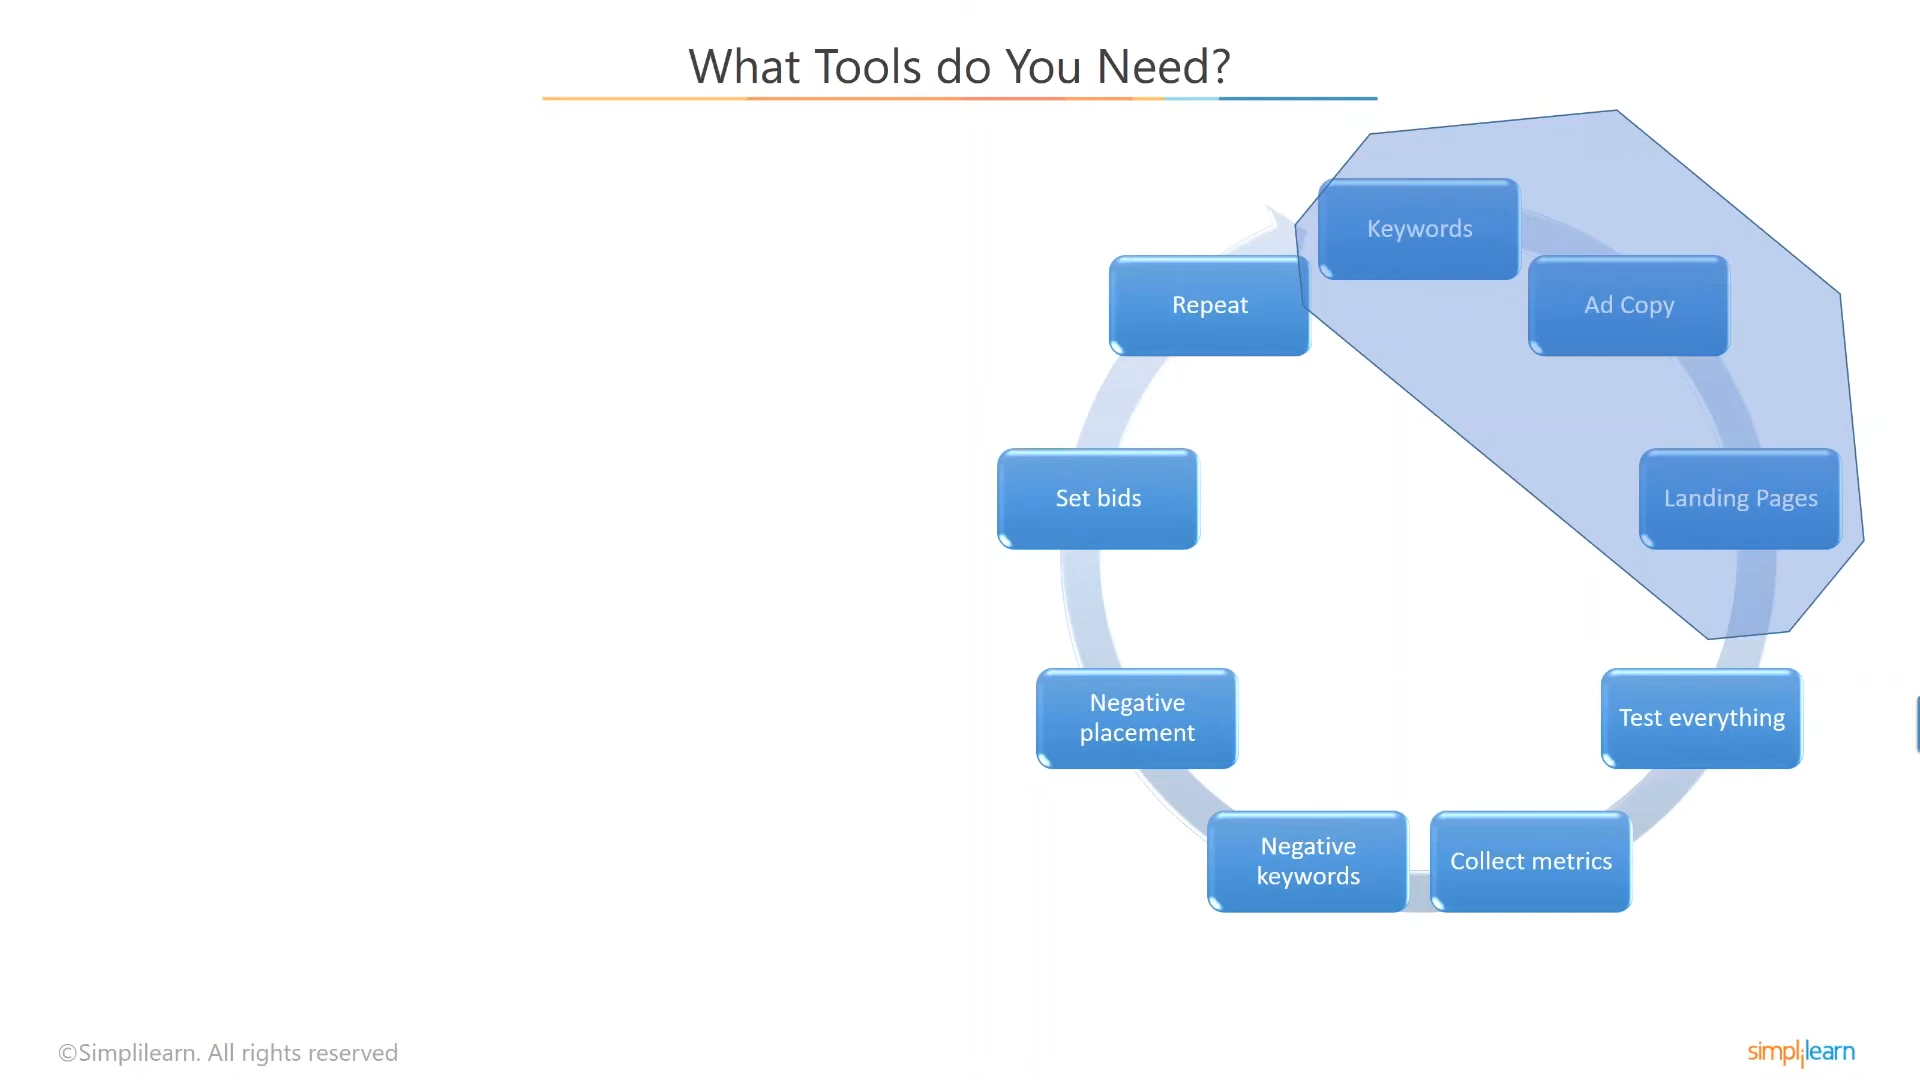 What Tools do You Need?
Keywords
Ad Copy
Landing Pages
Test everything
Collect metrics
Negative
keywords
Negative
placement
Set bids
Repeat
©Simplilearn. All rights reserved
simplilearn